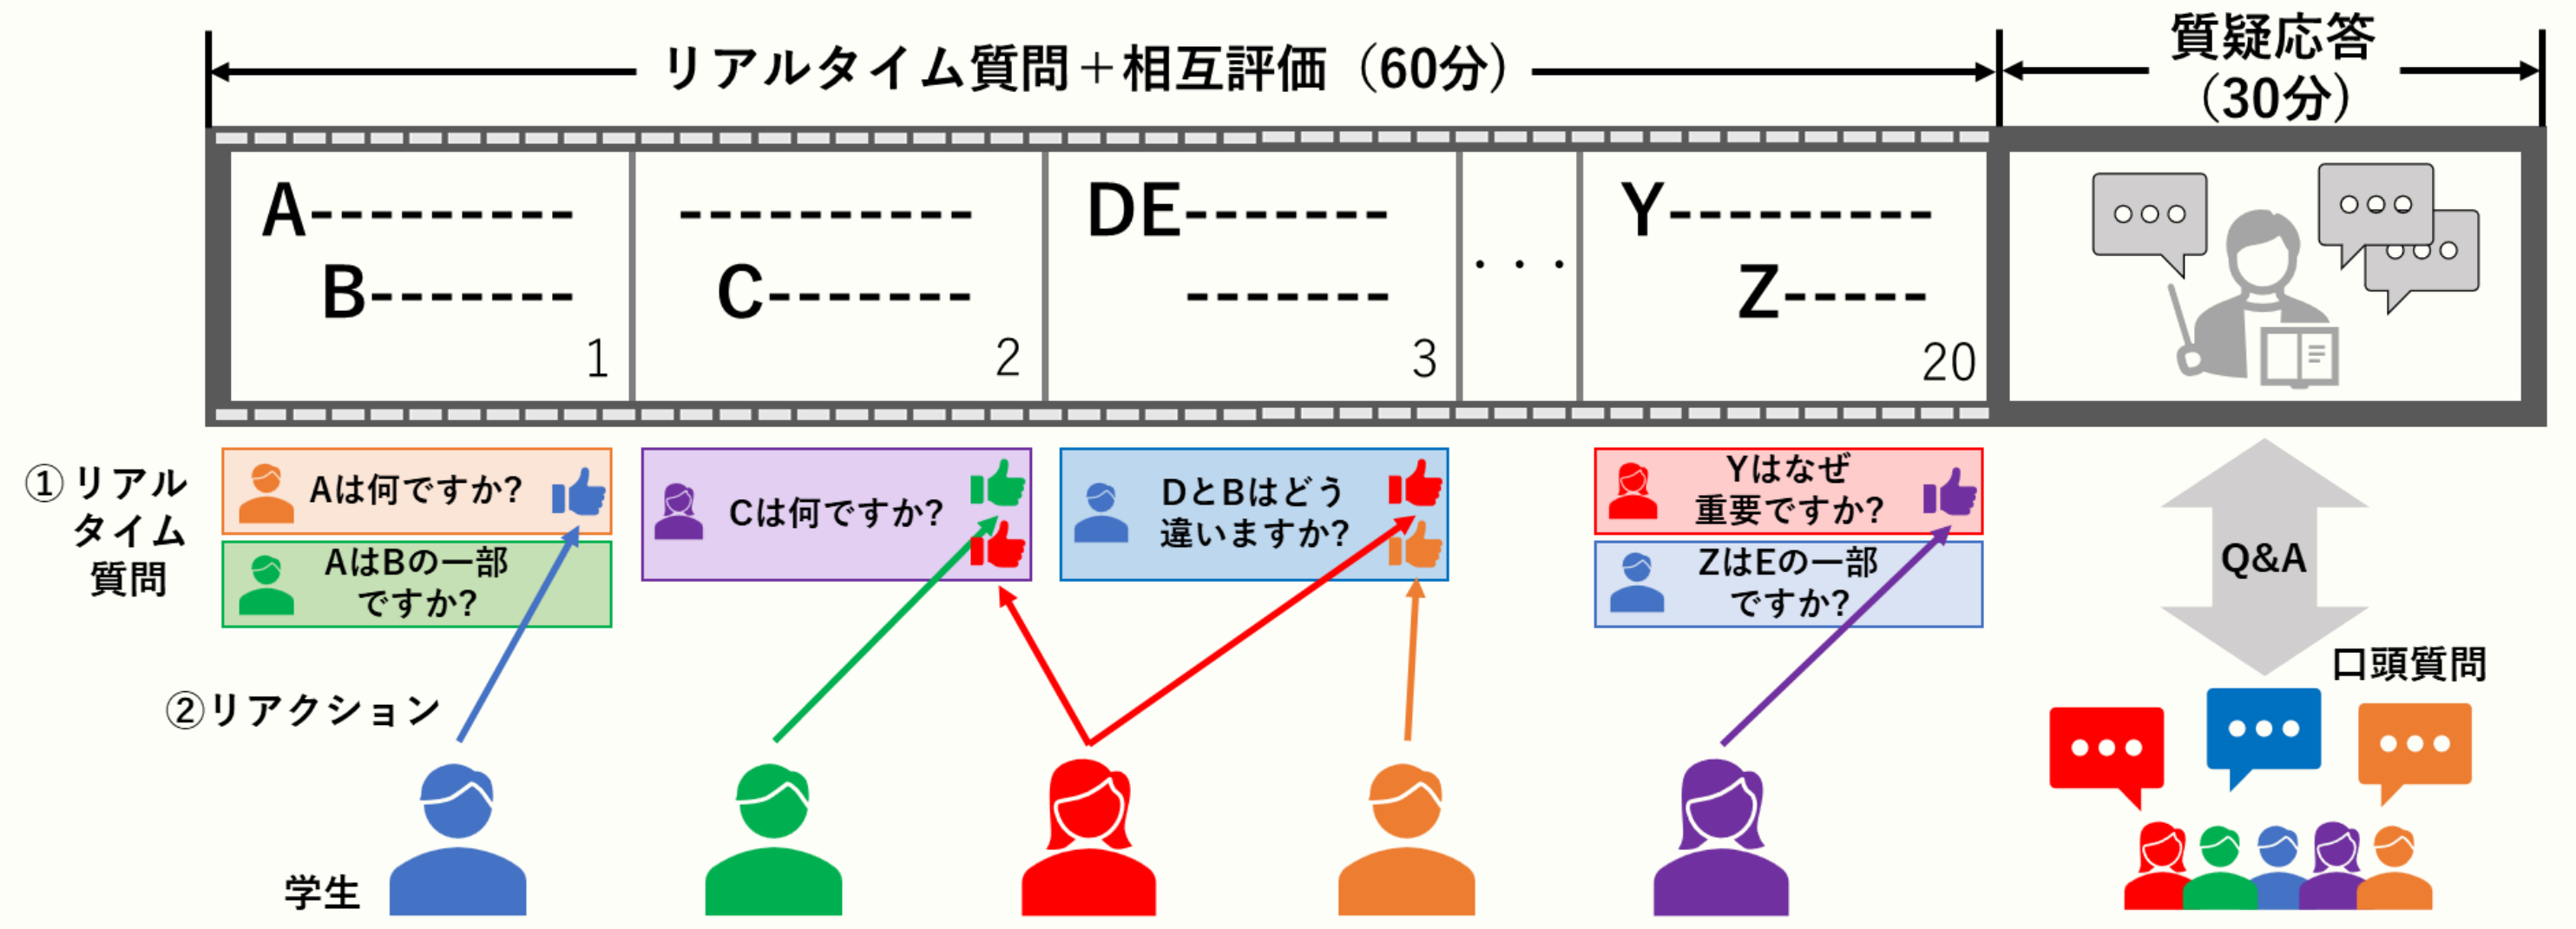 リアルタイム質問＋相互評価（60分）
質疑応答
（30分）
A---------
B-------
1
----------
C-------
2
DE-------
-------
3
・・・
Y---------
Z-----
20
①リアル
タイム
質問
Aは何ですか?
AはBの一部
ですか?
Cは何ですか?
DとBはどう
違いますか?
Yはなぜ
重要ですか?
ZはEの一部
ですか?
Q&A
口頭質問
②リアクション
学生